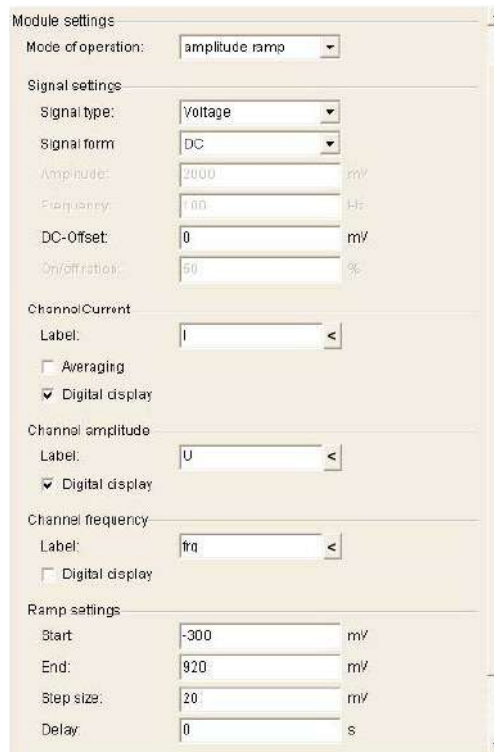 Module settings
Mode of operation: amplitude ramp
Signal settings
Signal type: Voltage
Signal form DC
Amplitude: 2000 mV
Frequency: 100 Hz
DC-Offset: 0 mV
On/off ration: 50 %
ChannelCurrent
Label: I <
Averaging
Digital display
Channel amplitude
Label: U <
Digital display
Channel frequency
Label: frq <
Digital display
Ramp settings
Start -300 mV
End: 920 mV
Step size: 20 mV
Delay: 0 s